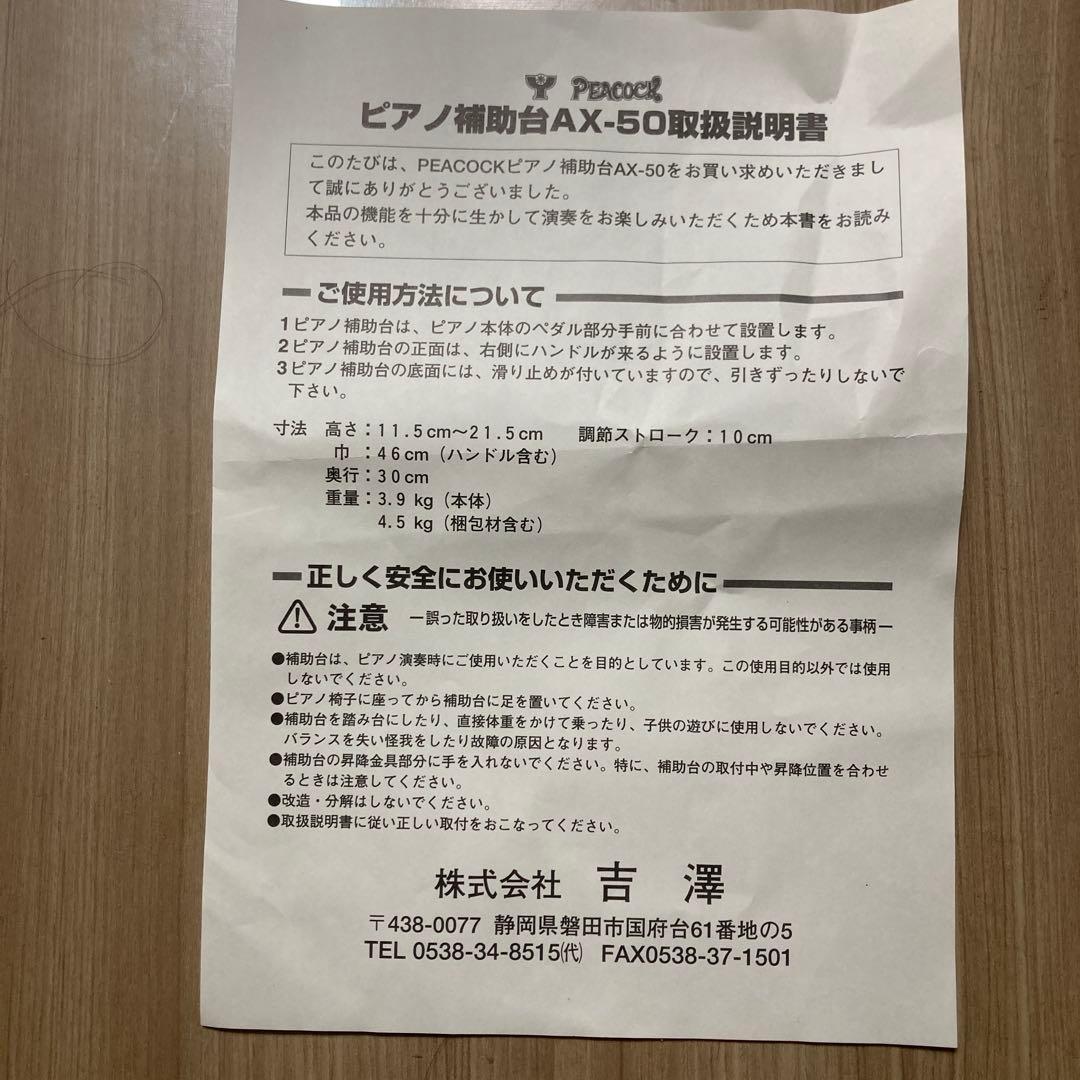 PEACOCK
ピアノ補助台AX-50取扱説明書
このたびは、PEACOCKピアノ補助台AX-50をお買い求めいただきまし
て誠にありがとうございました。
本品の機能を十分に生かして演奏をお楽しみいただくため本書をお読み
ください。
ご使用方法について
1ピアノ補助台は、ピアノ本体のペダル部分手前に合わせて設置します。
2ピアノ補助台の正面は、右側にハンドルが来るように設置します。
3ピアノ補助台の底面には、滑り止めが付いていますので、引きずったりしないで
下さい。
寸法 高さ：11.5cm～21.5cm 調節ストローク：10cm
巾：46cm（ハンドル含む）
奥行：30cm
重量：3.9 kg（本体）
4.5 kg（梱包材含む）
正しく安全にお使いいただくために
注意 ー誤った取り扱いをしたとき障害または物的損害が発生する可能性がある事柄ー
●補助台は、ピアノ演奏時にご使用いただくことを目的としています。この使用目的以外では使用
しないでください。
●ピアノ椅子に座ってから補助台に足を置いてください。
●補助台を踏み台にしたり、直接体重をかけて乗ったり、子供の遊びに使用しないでください。
バランスを失い怪我をしたり故障の原因となります。
●補助台の昇降金具部分に手を入れないでください。特に、補助台の取付中や昇降位置を合わせ
るときは注意してください。
●改造・分解はしないでください。
●取扱説明書に従い正しい取付をおこなってください。
株式会社 吉澤
〒438-0077 静岡県磐田市国府台61番地の5
TEL 0538-34-8515㈹ FAX0538-37-1501